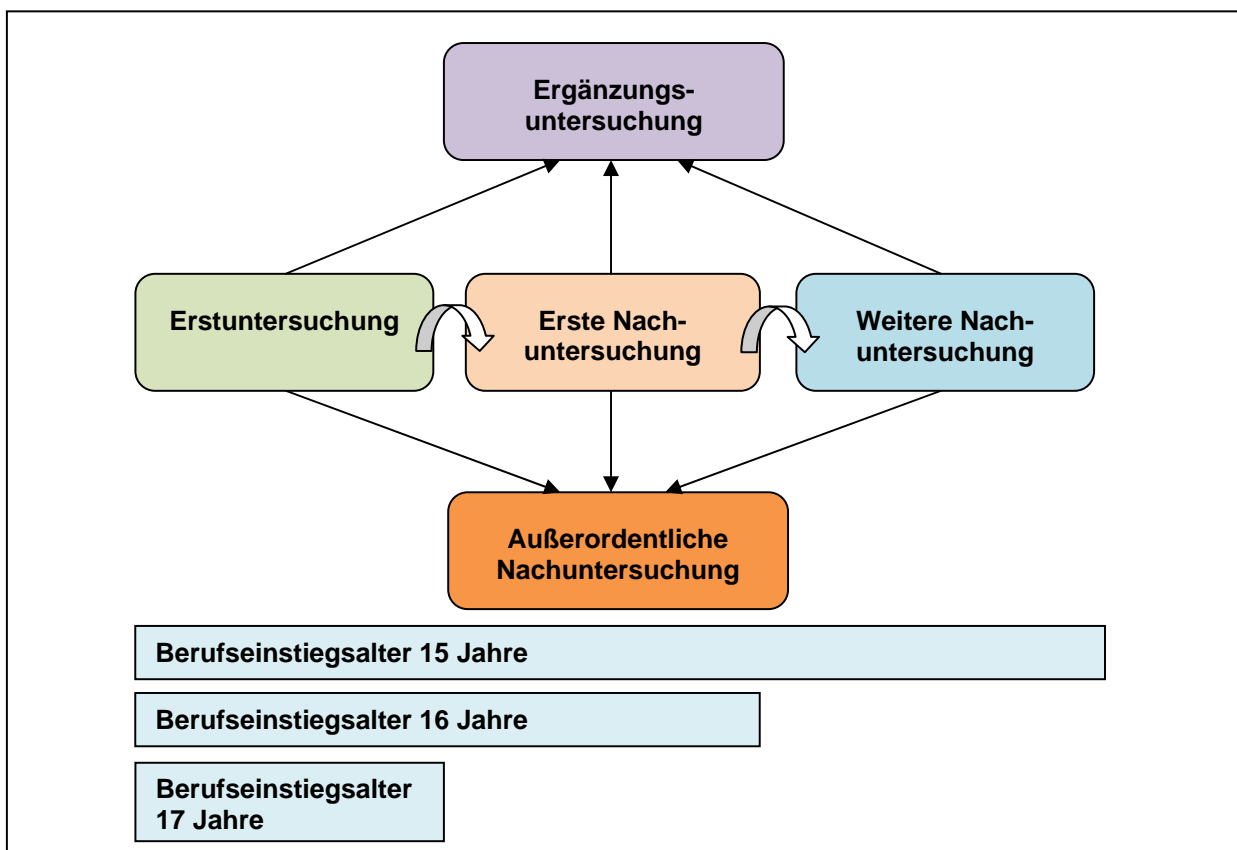 Ergänzungs-
untersuchung
Erstuntersuchung
Erste Nach-
untersuchung
Weitere Nach-
untersuchung
Außerordentliche
Nachuntersuchung
Berufseinstiegsalter 15 Jahre
Berufseinstiegsalter 16 Jahre
Berufseinstiegsalter
17 Jahre